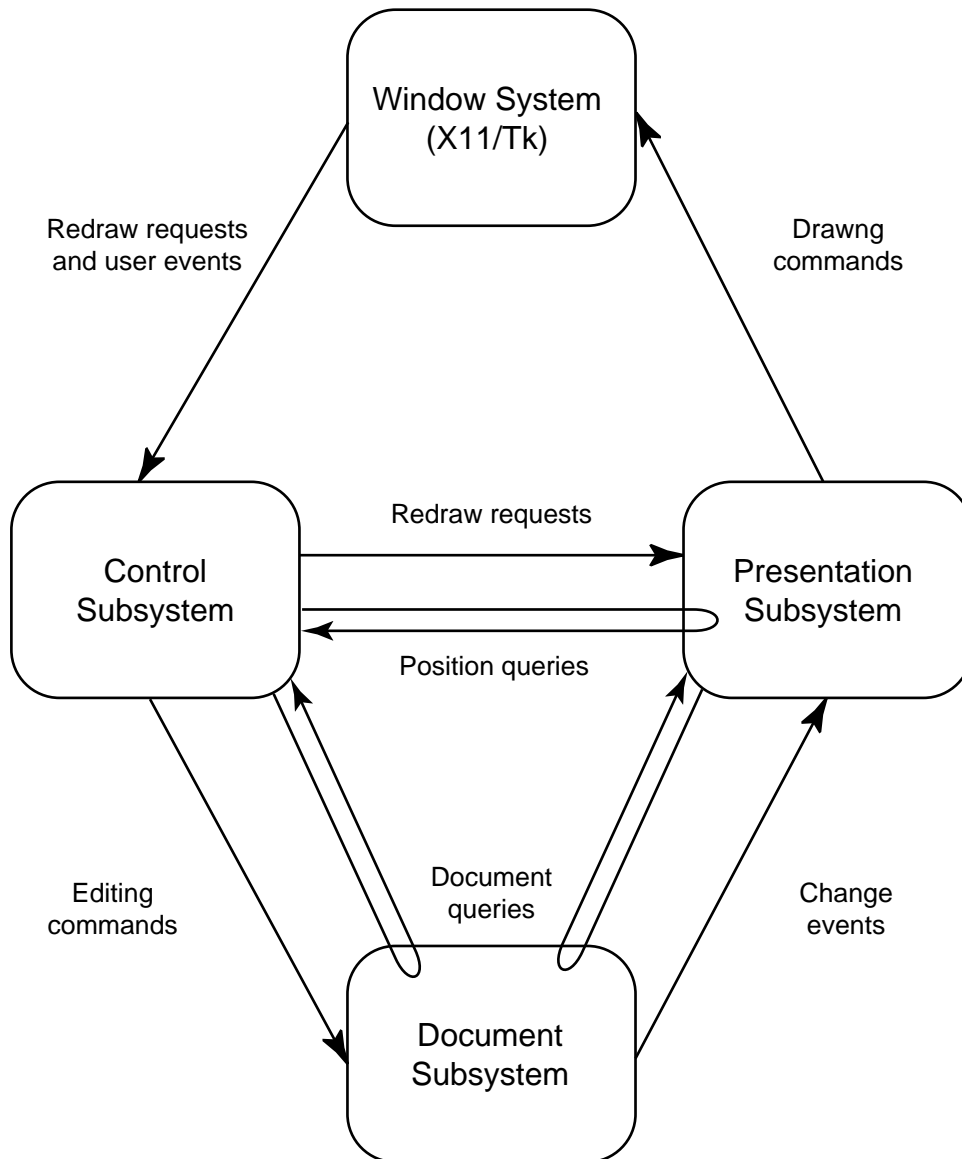 Window System
(X11/Tk)
Redraw requests
and user events
Drawng
commands
Redraw requests
Control
Subsystem
Presentation
Subsystem
Position queries
Editing
commands
Document
queries
Change
events
Document
Subsystem